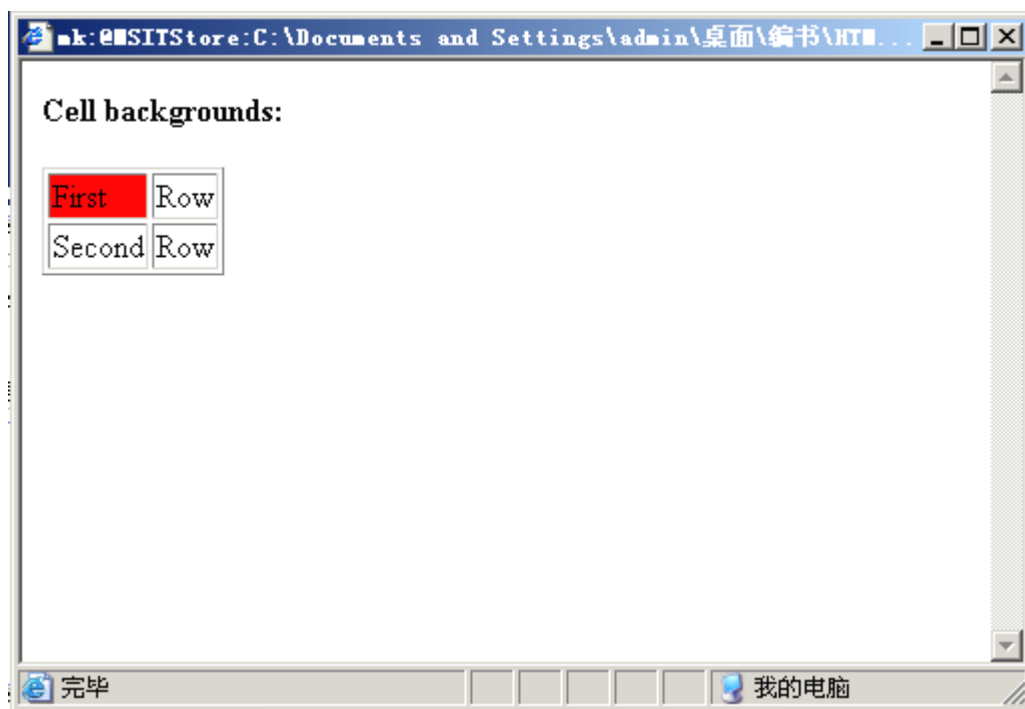 mk:@MSITStore:C:\Documents and Settings\admin\桌面\编书\HTM...
Cell backgrounds:
First Row
Second Row
完毕 我的电脑